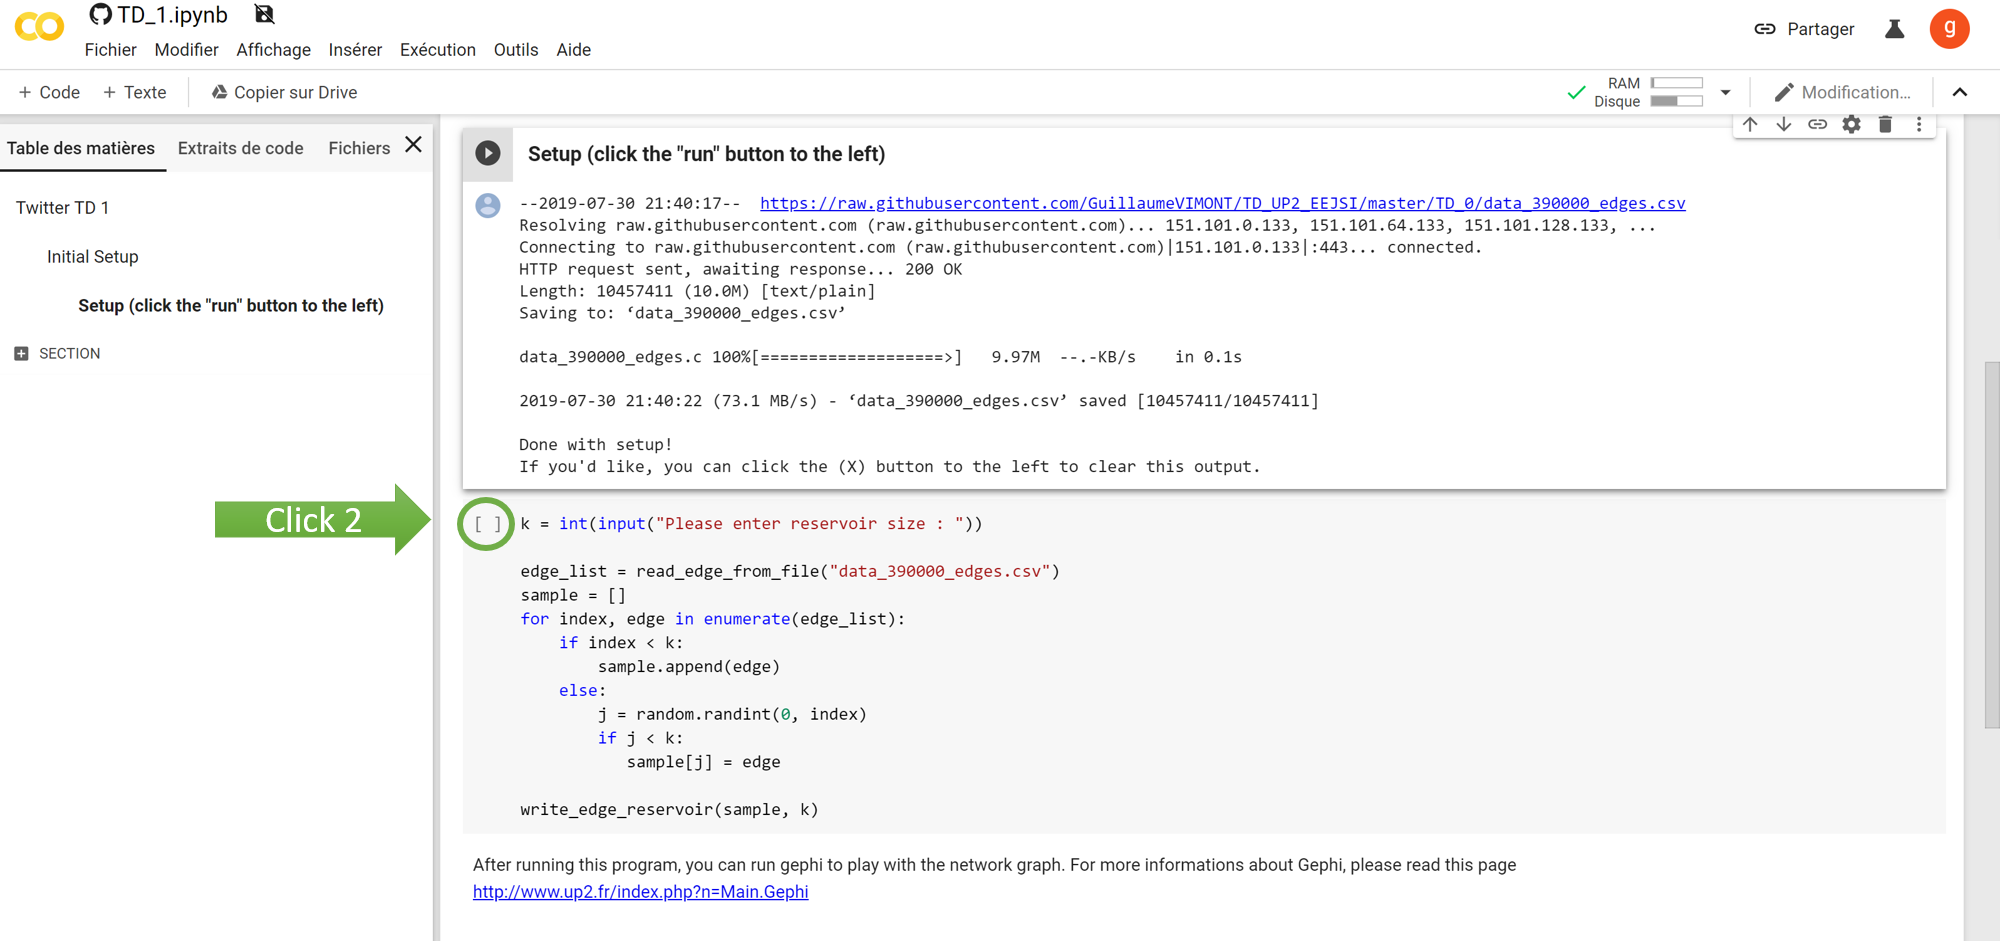 TD_1.ipynb
Fichier Modifier Affichage Insérer Exécution Outils Aide
Partager
g
+ Code + Texte Copier sur Drive
RAM
Disque
Modification...
Table des matières Extraits de code Fichiers
Twitter TD 1
Initial Setup
Setup (click the "run" button to the left)
SECTION
Setup (click the "run" button to the left)
--2019-07-30 21:40:17-- https://raw.githubusercontent.com/GuillaumeVIMONT/TD_UP2_EEJSI/master/TD_0/data_390000_edges.csv
Resolving raw.githubusercontent.com (raw.githubusercontent.com)... 151.101.0.133, 151.101.64.133, 151.101.128.133, ...
Connecting to raw.githubusercontent.com (raw.githubusercontent.com)|151.101.0.133|:443... connected.
HTTP request sent, awaiting response... 200 OK
Length: 10457411 (10.0M) [text/plain]
Saving to: ‘data_390000_edges.csv’
data_390000_edges.c 100%[===================>] 9.97M --.-KB/s in 0.1s
2019-07-30 21:40:22 (73.1 MB/s) - ‘data_390000_edges.csv’ saved [10457411/10457411]
Done with setup!
If you'd like, you can click the (X) button to the left to clear this output.
Click 2
[ ] k = int(input("Please enter reservoir size : "))
edge_list = read_edge_from_file("data_390000_edges.csv")
sample = []
for index, edge in enumerate(edge_list):
if index < k:
sample.append(edge)
else:
j = random.randint(0, index)
if j < k:
sample[j] = edge
write_edge_reservoir(sample, k)
After running this program, you can run gephi to play with the network graph. For more informations about Gephi, please read this page
http://www.up2.fr/index.php?n=Main.Gephi